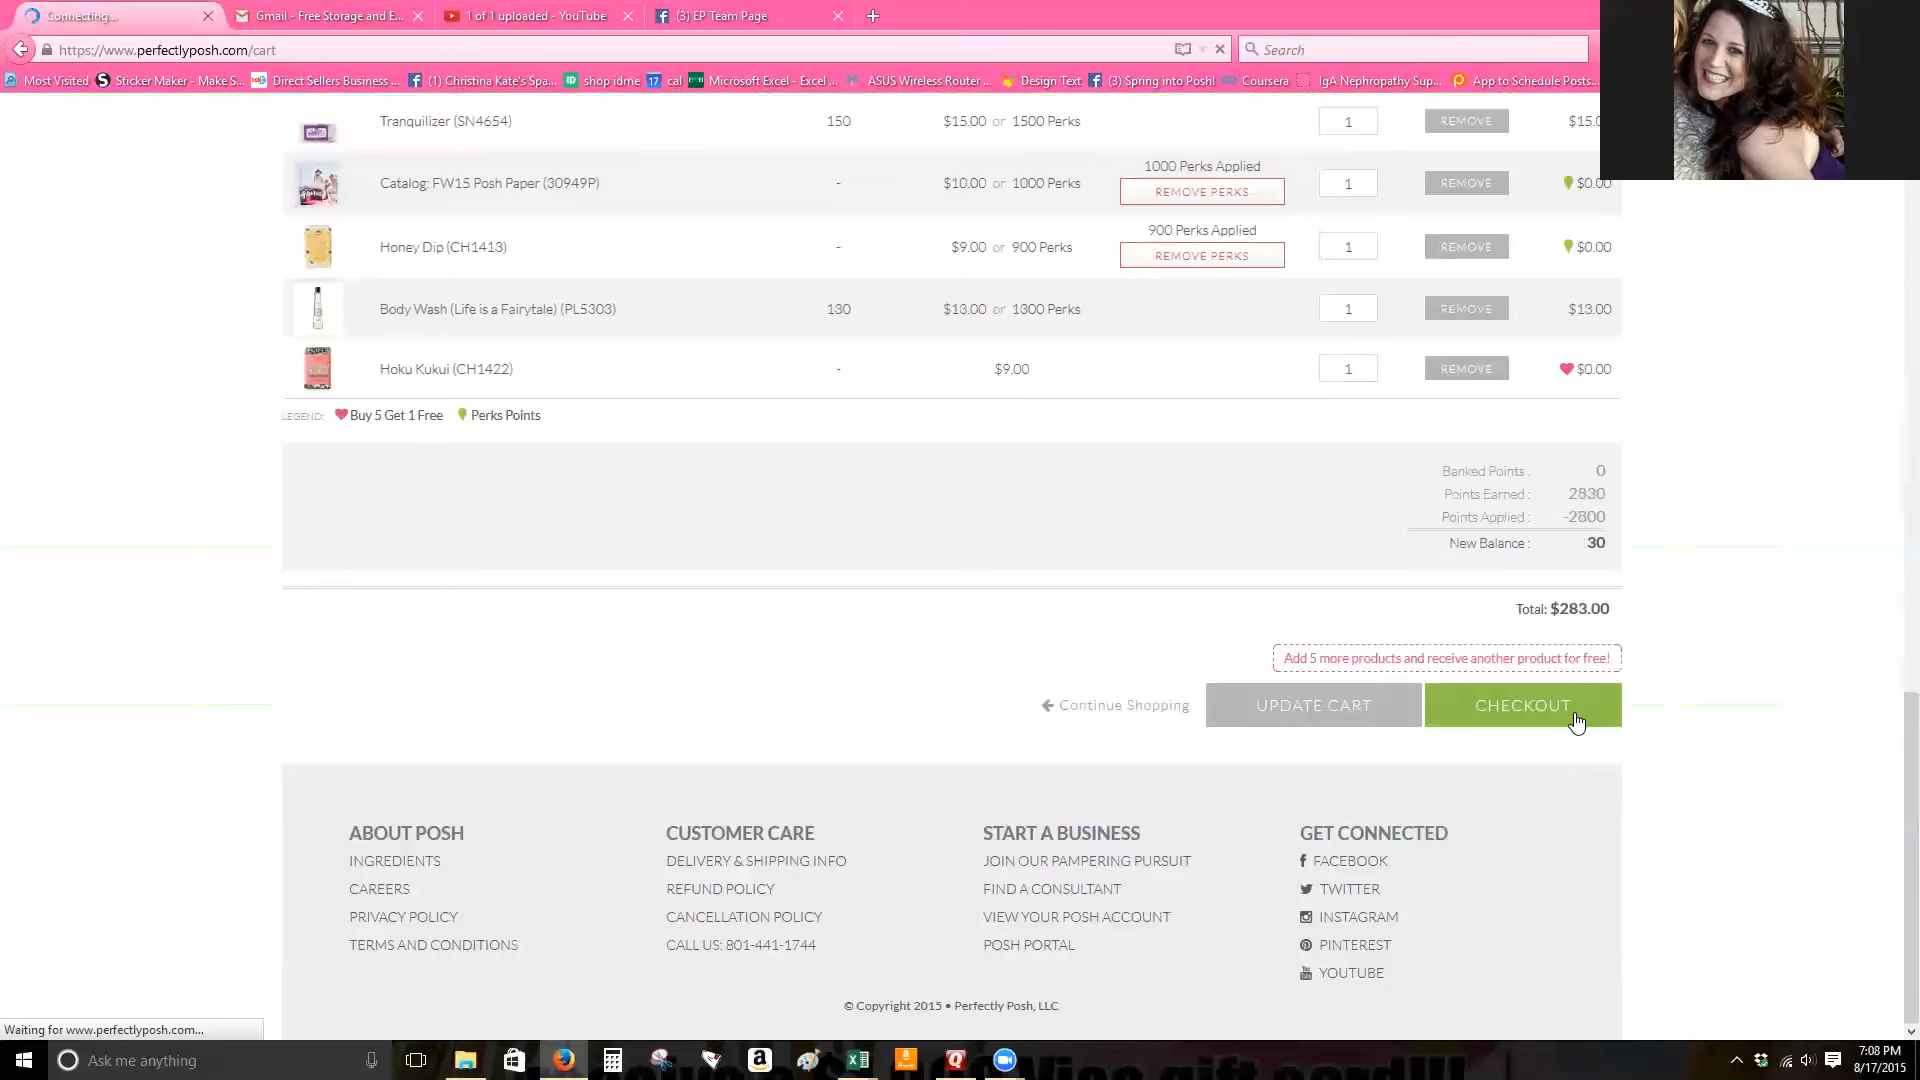 Connecting...
Gmail - Free Storage and E...
1 of 1 uploaded - YouTube
(3) EP Team Page
https://www.perfectlyposh.com/cart
Search
Most Visited
Sticker Maker - Make S...
Direct Sellers Business ...
(1) Christina Kate's Spa...
shop idme
cal
Microsoft Excel - Excel ...
ASUS Wireless Router ...
Design Text
(3) Spring into Posh!
Coursera
IgA Nephropathy Sup...
App to Schedule Posts...
Tranquilizer (SN4654) 150 $15.00 or 1500 Perks 1 REMOVE
1000 Perks Applied
Catalog: FW15 Posh Paper (30949P) - $10.00 or 1000 Perks REMOVE PERKS 1 REMOVE $0.00
900 Perks Applied
Honey Dip (CH1413) - $9.00 or 900 Perks REMOVE PERKS 1 REMOVE $0.00
Body Wash (Life is a Fairytale) (PL5303) 130 $13.00 or 1300 Perks 1 REMOVE $13.00
Hoku Kukui (CH1422) - $9.00 1 REMOVE $0.00
LEGEND: Buy 5 Get 1 Free Perks Points
Banked Points : 0
Points Earned : 2830
Points Applied : -2800
New Balance : 30
Total: $283.00
Add 5 more products and receive another product for free!
Continue Shopping UPDATE CART CHECKOUT
ABOUT POSH
INGREDIENTS
CAREERS
PRIVACY POLICY
TERMS AND CONDITIONS
CUSTOMER CARE
DELIVERY & SHIPPING INFO
REFUND POLICY
CANCELLATION POLICY
CALL US: 801-441-1744
START A BUSINESS
JOIN OUR PAMPERING PURSUIT
FIND A CONSULTANT
VIEW YOUR POSH ACCOUNT
POSH PORTAL
GET CONNECTED
FACEBOOK
TWITTER
INSTAGRAM
PINTEREST
YOUTUBE
© Copyright 2015 • Perfectly Posh, LLC
Waiting for www.perfectlyposh.com...
Ask me anything
7:08 PM
8/17/2015